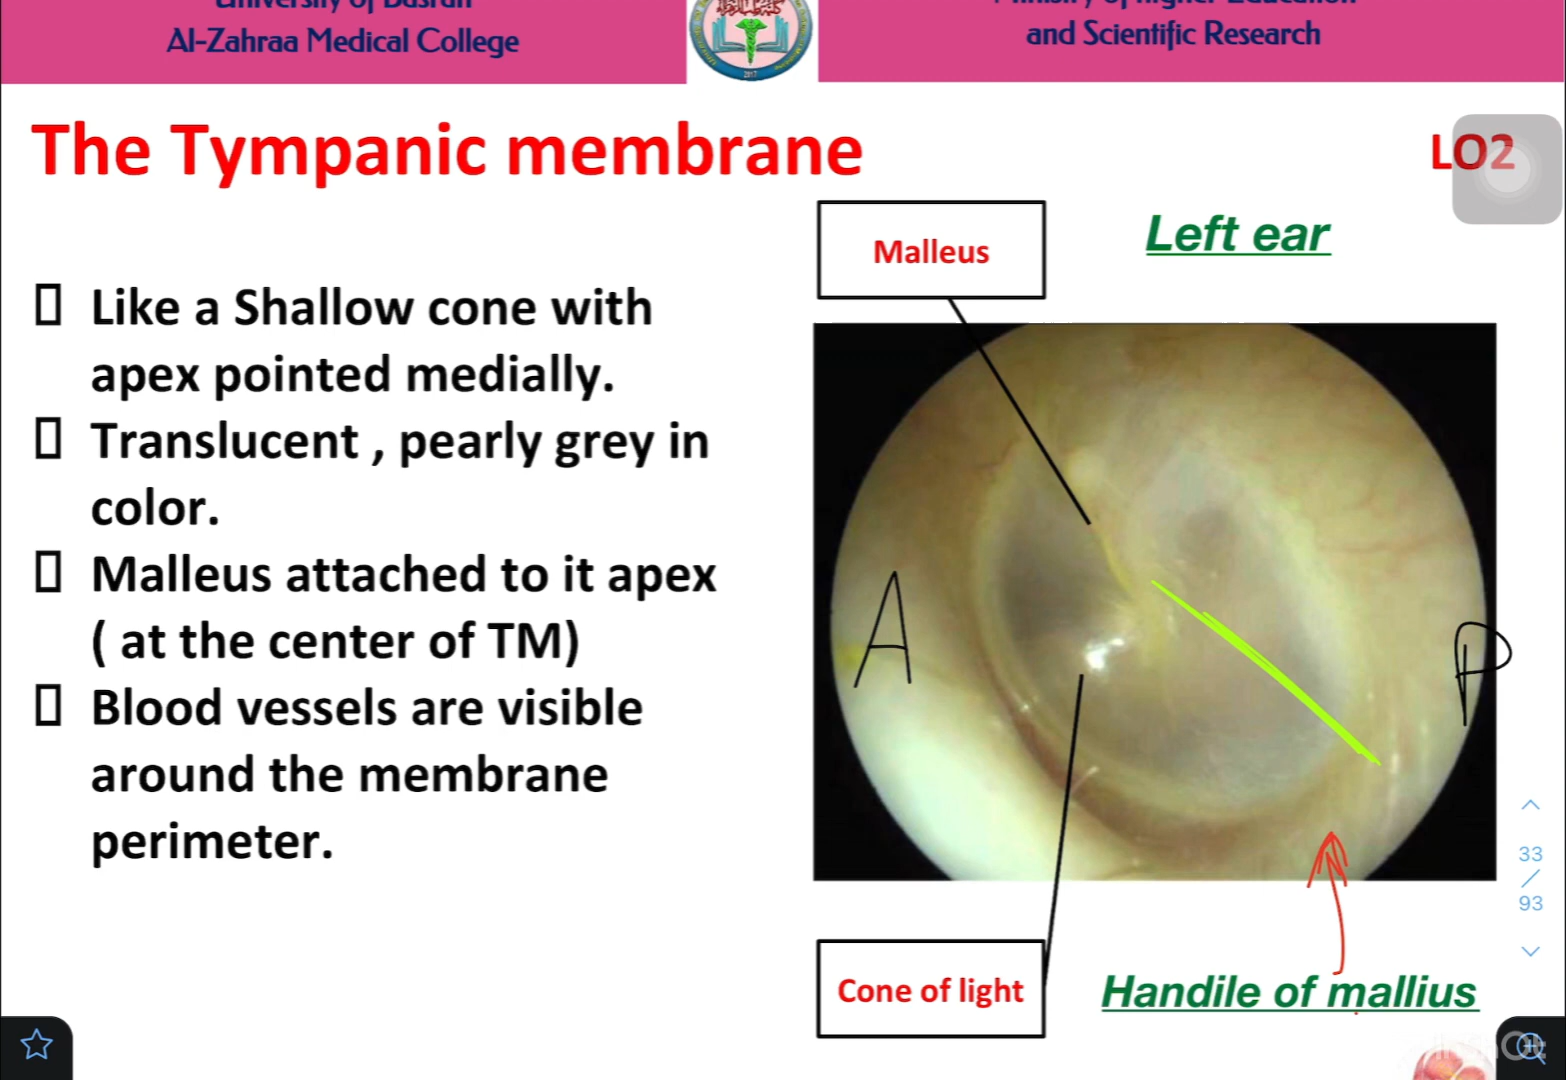 University of Basrah
Al-Zahraa Medical College
Ministry of Higher Education
and Scientific Research
2017
The Tympanic membrane
LO2
Malleus
Left ear
Like a Shallow cone with
apex pointed medially.
Translucent , pearly grey in
color.
Malleus attached to it apex
( at the center of TM)
Blood vessels are visible
around the membrane
perimeter.
A
P
33
/
93
Cone of light
Handile of mallius